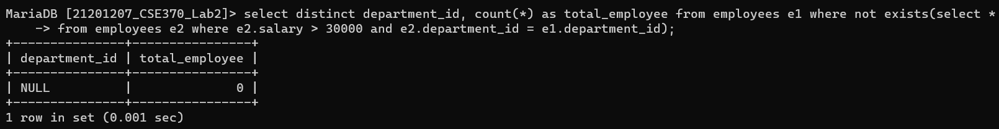 MariaDB [21201207_CSE370_Lab2]> select distinct department_id, count(*) as total_employee from employees e1 where not exists(select *
    -> from employees e2 where e2.salary > 30000 and e2.department_id = e1.department_id);
+---------------+----------------+
| department_id | total_employee |
+---------------+----------------+
| NULL          |              0 |
+---------------+----------------+
1 row in set (0.001 sec)